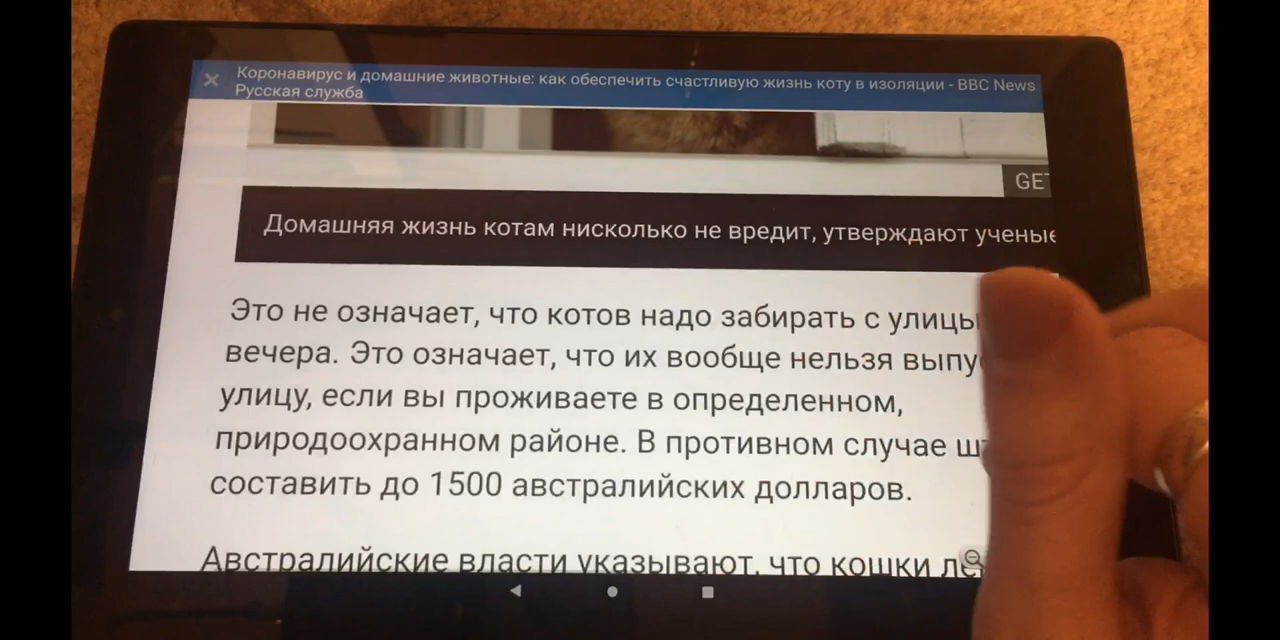 Коронавирус и домашние животные: как обеспечить счастливую жизнь коту в изоляции - BBC News
Русская служба
GET
Домашняя жизнь котам нисколько не вредит, утверждают ученые
Это не означает, что котов надо забирать с улицы
вечера. Это означает, что их вообще нельзя
улицу, если вы проживаете в определенном,
природоохранном районе. В противном случае
составить до 1500 австралийских долларов.
Австралийские власти указывают, что кошки